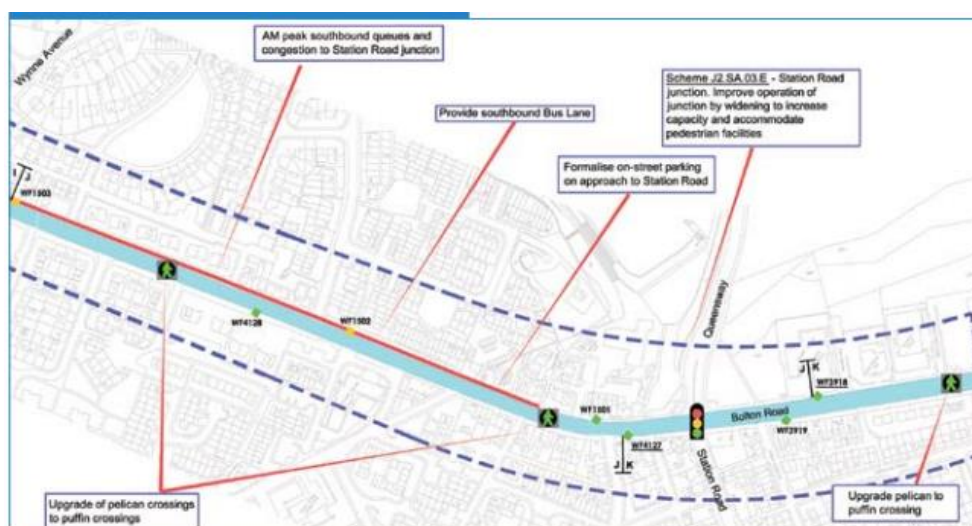 AM peak southbound queues and
congestion to Station Road junction
Wynne Avenue
Scheme J2.SA.03.E - Station Road
junction. Improve operation of
junction by widening to increase
capacity and accommodate
pedestrian facilities
Provide southbound Bus Lane
Formalise on-street parking
on approach to Station Road
I J
WF1503
WF4128
WF1502
Queensway
J K
WF3918
WF1501
Bolton Road
WF3919
WF4127
J K
Station Road
Upgrade of pelican crossings
to puffin crossings
Upgrade pelican to
puffin crossing